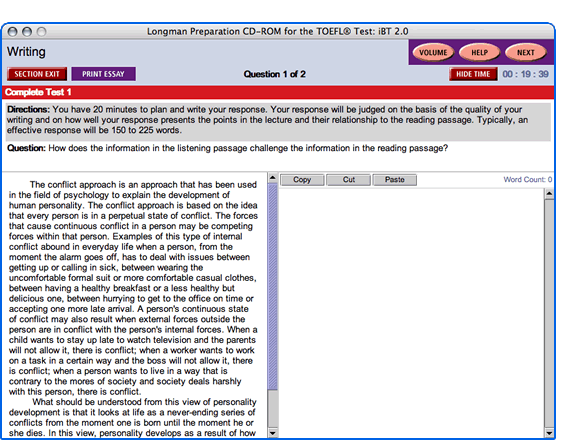 Longman Preparation CD-ROM for the TOEFL® Test: iBT 2.0
Writing
VOLUME HELP NEXT
SECTION EXIT PRINT ESSAY Question 1 of 2 HIDE TIME 00 : 19 : 39
Complete Test 1
Directions: You have 20 minutes to plan and write your response. Your response will be judged on the basis of the quality of your
writing and on how well your response presents the points in the lecture and their relationship to the reading passage. Typically, an
effective response will be 150 to 225 words.
Question: How does the information in the listening passage challenge the information in the reading passage?
Copy Cut Paste Word Count: 0
The conflict approach is an approach that has been used
in the field of psychology to explain the development of
human personality. The conflict approach is based on the idea
that every person is in a perpetual state of conflict. The forces
that cause continuous conflict in a person may be competing
forces within that person. Examples of this type of internal
conflict abound in everyday life when a person, from the
moment the alarm goes off, has to deal with issues between
getting up or calling in sick, between wearing the
uncomfortable formal suit or more comfortable casual clothes,
between having a healthy breakfast or a less healthy but
delicious one, between hurrying to get to the office on time or
accepting one more late arrival. A person's continuous state
of conflict may also result when external forces outside the
person are in conflict with the person's internal forces. When a
child wants to stay up late to watch television and the parents
will not allow it, there is conflict; when a worker wants to work
on a task in a certain way and the boss will not allow it, there
is conflict; when a person wants to live in a way that is
contrary to the mores of society and society deals harshly
with this person, there is conflict.
What should be understood from this view of personality
development is that it looks at life as a never-ending series of
conflicts from the moment one is born until the moment he or
she dies. In this view, personality develops as a result of how